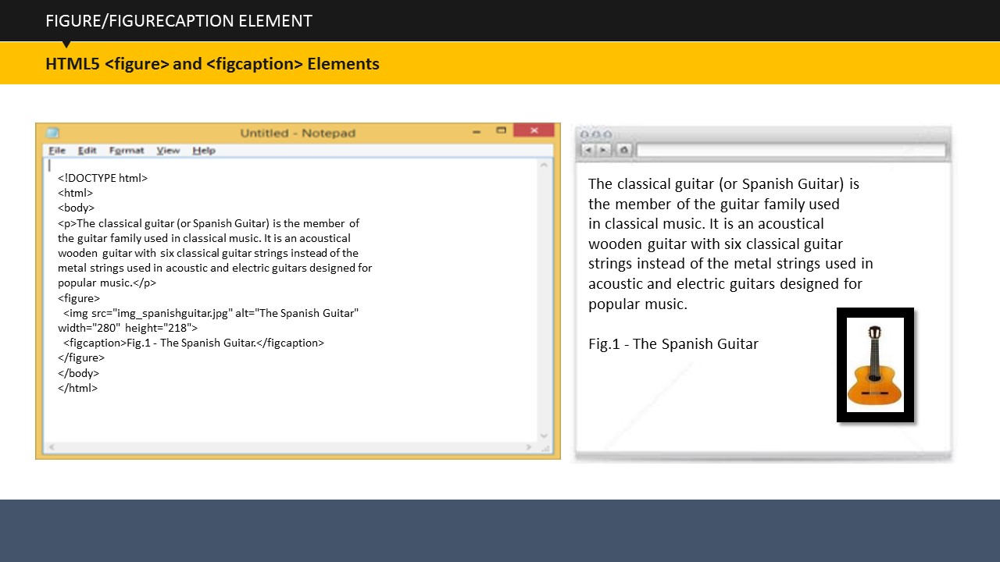 FIGURE/FIGURECAPTION ELEMENT
HTML5 <figure> and <figcaption> Elements
Untitled - Notepad
File Edit Format View Help
<!DOCTYPE html>
<html>
<body>
<p>The classical guitar (or Spanish Guitar) is the member of
the guitar family used in classical music. It is an acoustical
wooden guitar with six classical guitar strings instead of the
metal strings used in acoustic and electric guitars designed for
popular music.</p>
<figure>
<img src="img_spanishguitar.jpg" alt="The Spanish Guitar"
width="280" height="218">
<figcaption>Fig.1 - The Spanish Guitar.</figcaption>
</figure>
</body>
</html>
The classical guitar (or Spanish Guitar) is
the member of the guitar family used
in classical music. It is an acoustical
wooden guitar with six classical guitar
strings instead of the metal strings used in
acoustic and electric guitars designed for
popular music.
Fig.1 - The Spanish Guitar